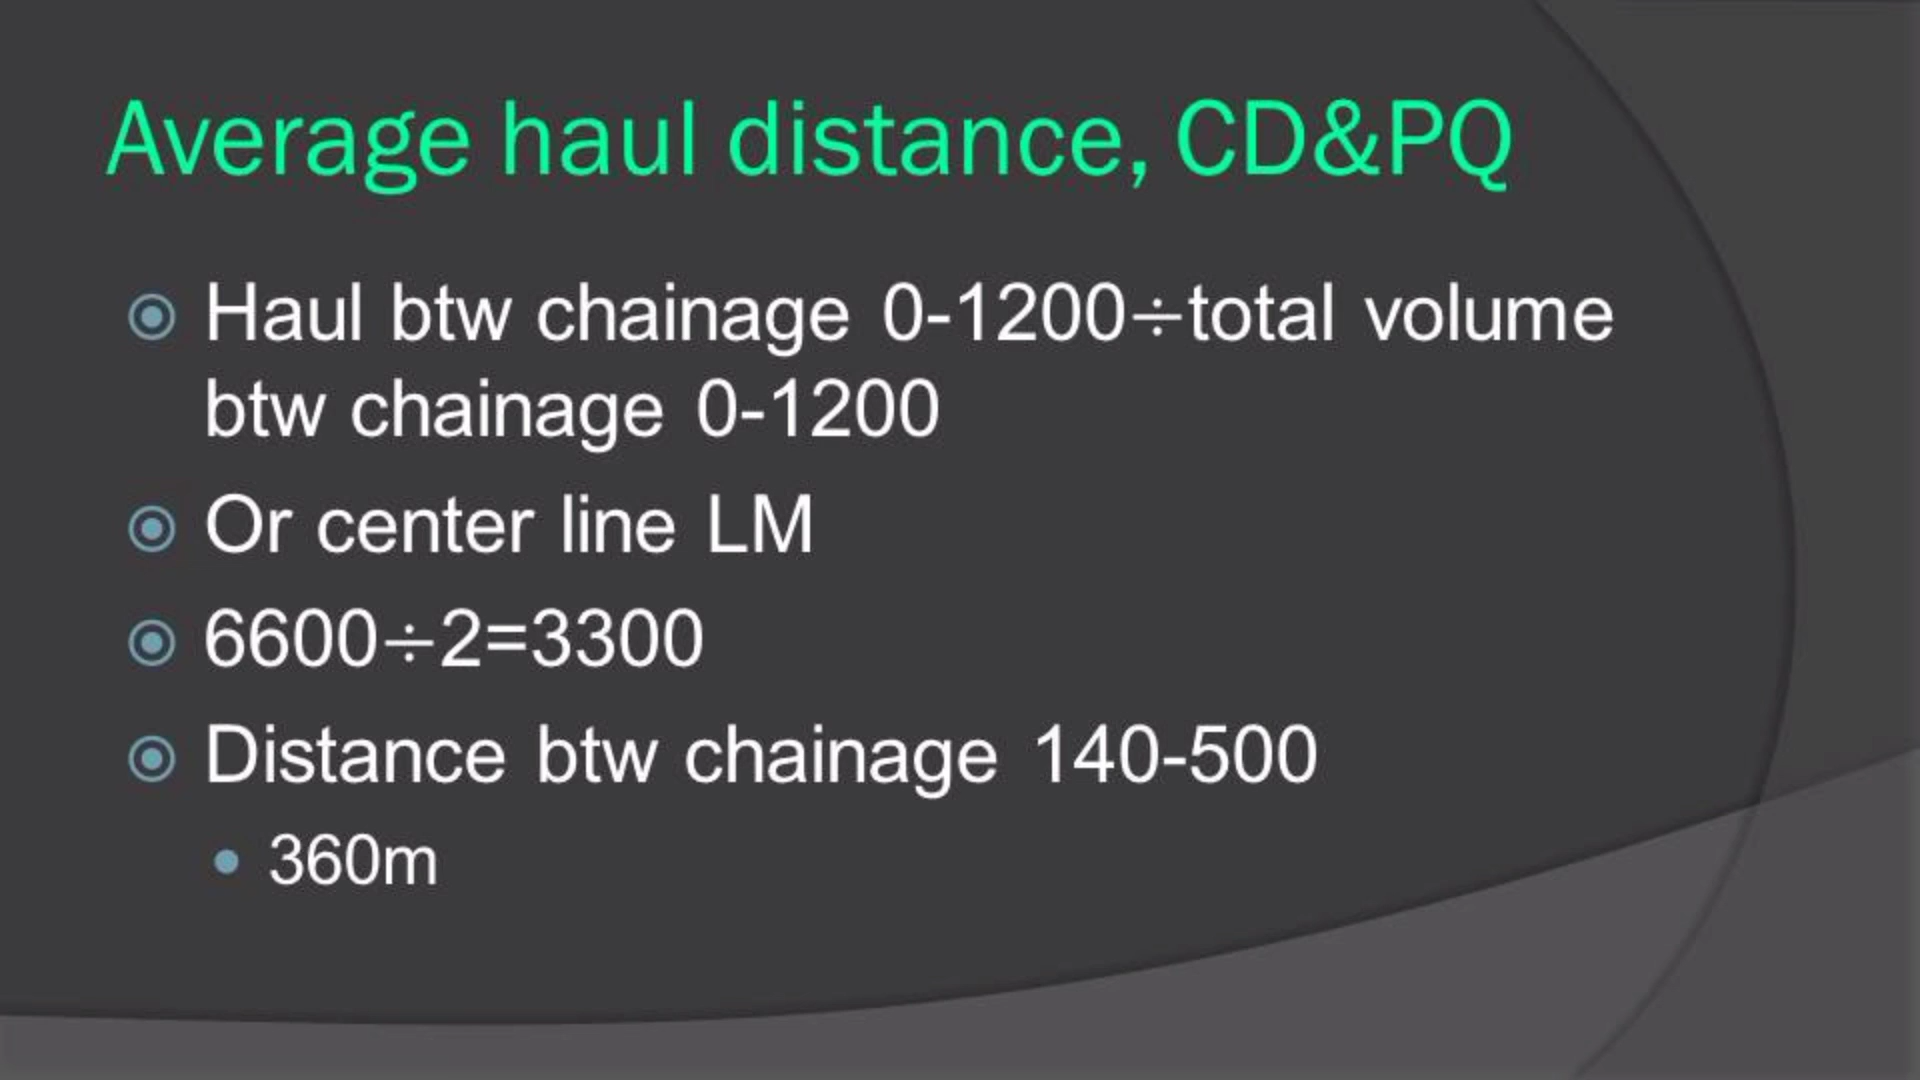 Average haul distance, CD&PQ
Haul btw chainage 0-1200÷total volume
btw chainage 0-1200
Or center line LM
6600÷2=3300
Distance btw chainage 140-500
360m